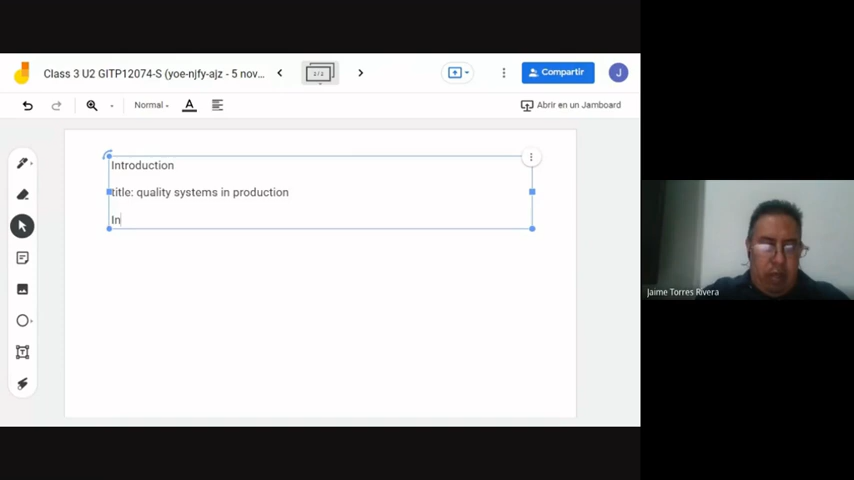 Class 3 U2 GITP12074-S (yoe-njfy-ajz - 5 nov...
2/2
Compartir
J
Normal
A
Abrir en un Jamboard
Introduction
title: quality systems in production
In
Jaime Torres Rivera